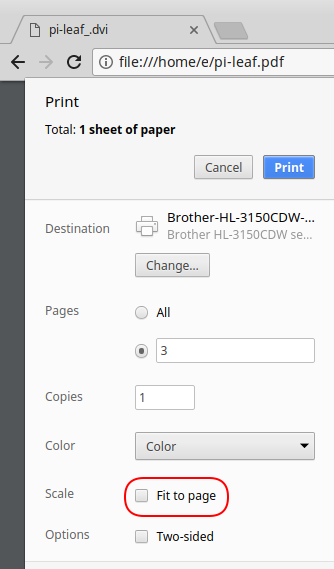 pi-leaf_.dvi
file:///home/e/pi-leaf.pdf
Print
Total: 1 sheet of paper
Cancel
Print
Destination
Brother-HL-3150CDW-...
Brother HL-3150CDW se...
Change...
Pages
All
3
Copies
1
Color
Color
Scale
Fit to page
Options
Two-sided